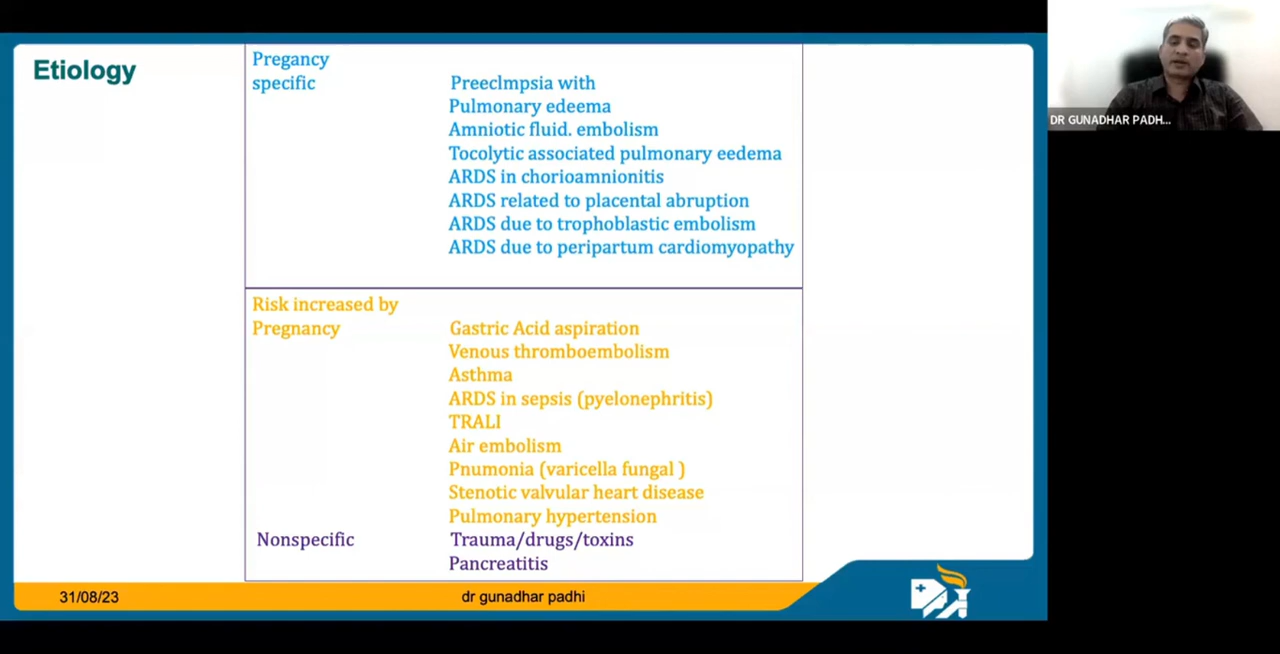 Etiology
Pregancy
specific
Preeclmpsia with
Pulmonary edeema
Amniotic fluid. embolism
Tocolytic associated pulmonary eedema
ARDS in chorioamnionitis
ARDS related to placental abruption
ARDS due to trophoblastic embolism
ARDS due to peripartum cardiomyopathy
Risk increased by
Pregnancy
Gastric Acid aspiration
Venous thromboembolism
Asthma
ARDS in sepsis (pyelonephritis)
TRALI
Air embolism
Pnumonia (varicella fungal )
Stenotic valvular heart disease
Pulmonary hypertension
Nonspecific
Trauma/drugs/toxins
Pancreatitis
31/08/23
dr gunadhar padhi
DR GUNADHAR PADH...